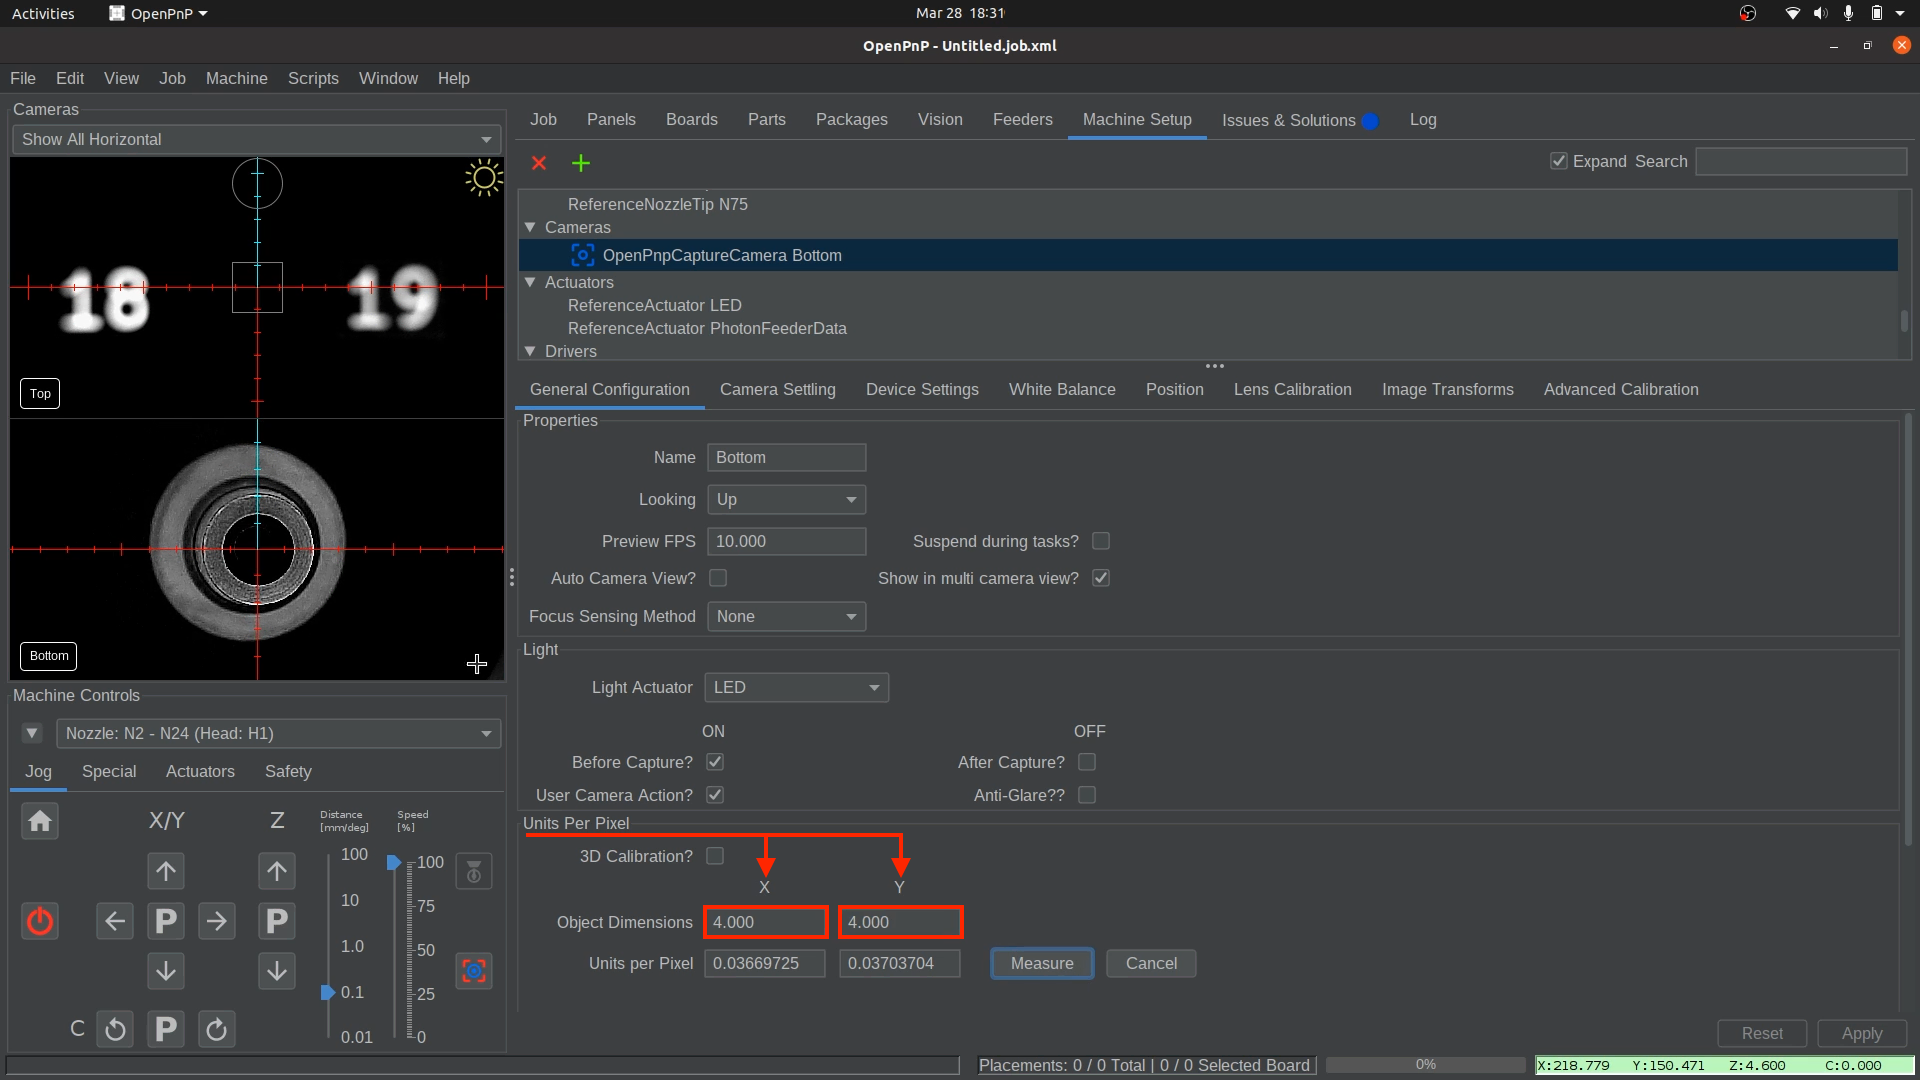 Activities OpenPnP Mar 28 18:31
OpenPnP - Untitled.job.xml
File Edit View Job Machine Scripts Window Help
Cameras
Show All Horizontal
18 19
Top
Bottom
Machine Controls
Nozzle: N2 - N24 (Head: H1)
Jog Special Actuators Safety
X/Y Z Distance [mm/deg] Speed [%]
100 100
10 75
P P
1.0 50
0.1 25
C P
0.01 0
Job Panels Boards Parts Packages Vision Feeders Machine Setup Issues & Solutions Log
Expand Search
ReferenceNozzleTip N75
Cameras
OpenPnpCaptureCamera Bottom
Actuators
ReferenceActuator LED
ReferenceActuator PhotonFeederData
Drivers
General Configuration Camera Settling Device Settings White Balance Position Lens Calibration Image Transforms Advanced Calibration
Properties
Name Bottom
Looking Up
Preview FPS 10.000 Suspend during tasks?
Auto Camera View? Show in multi camera view?
Focus Sensing Method None
Light
Light Actuator LED
ON OFF
Before Capture? After Capture?
User Camera Action? Anti-Glare??
Units Per Pixel
3D Calibration?
X Y
Object Dimensions 4.000 4.000
Units per Pixel 0.03669725 0.03703704 Measure Cancel
Reset Apply
Placements: 0 / 0 Total | 0 / 0 Selected Board 0% X:218.779 Y:150.471 Z:4.600 C:0.000